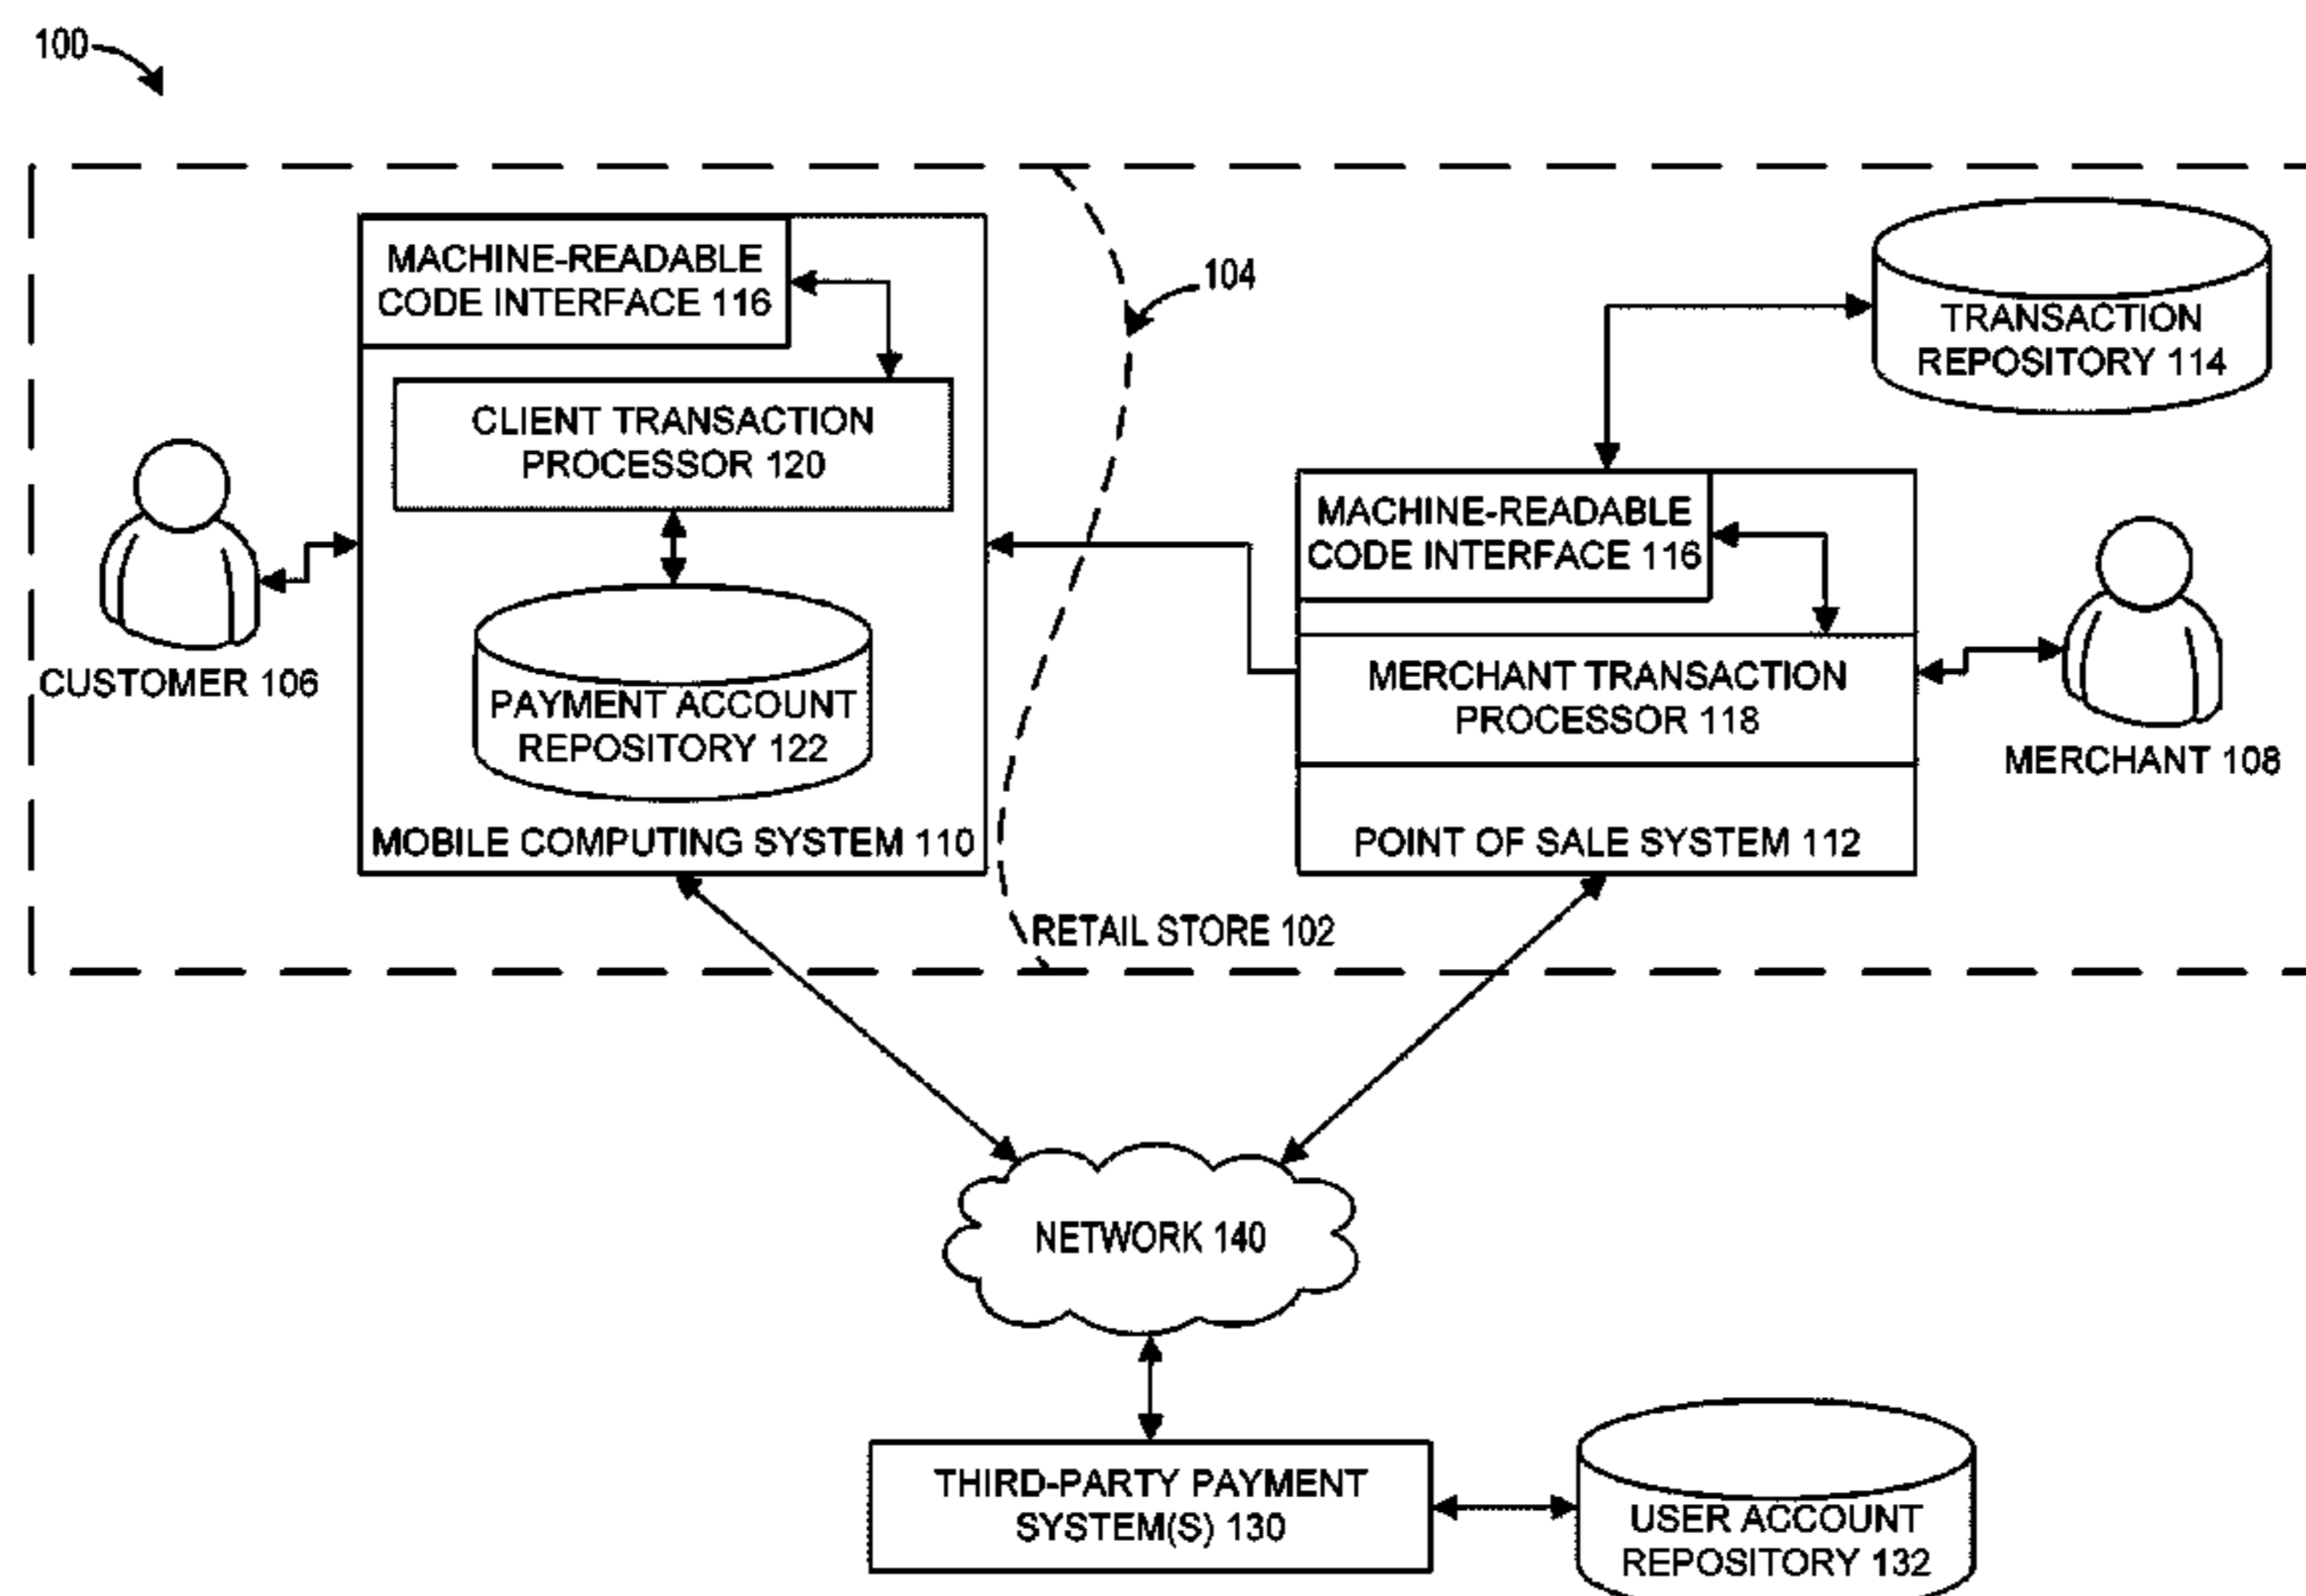 100
MACHINE-READABLE
CODE INTERFACE 116
104
TRANSACTION
REPOSITORY 114
CLIENT TRANSACTION
PROCESSOR 120
MACHINE-READABLE
CODE INTERFACE 116
CUSTOMER 106
PAYMENT ACCOUNT
REPOSITORY 122
MERCHANT TRANSACTION
PROCESSOR 118
MERCHANT 108
MOBILE COMPUTING SYSTEM 110
POINT OF SALE SYSTEM 112
RETAIL STORE 102
NETWORK 140
THIRD-PARTY PAYMENT
SYSTEM(S) 130
USER ACCOUNT
REPOSITORY 132